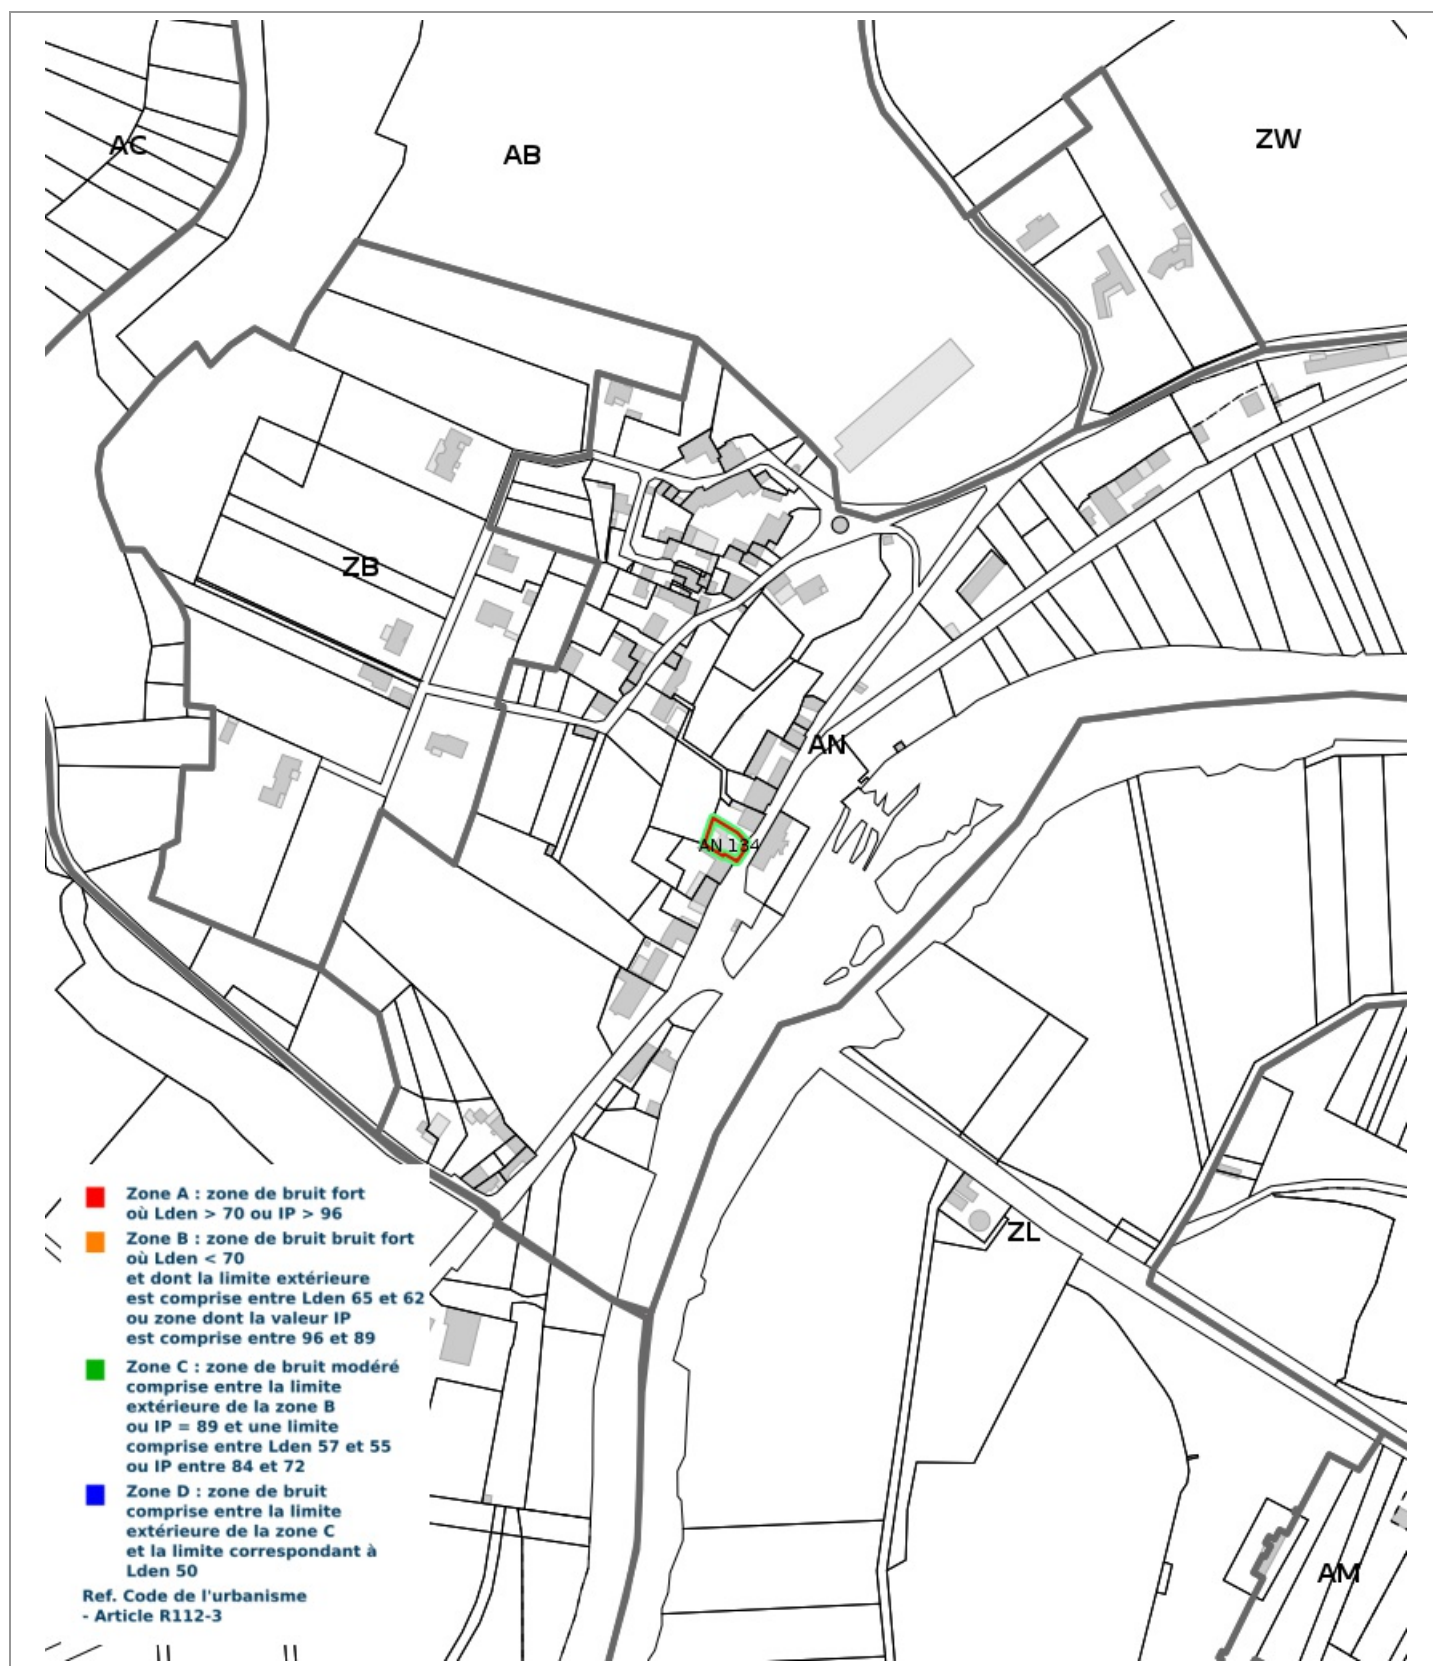 AC
AB
ZW
ZB
AN
AN 134
ZL
AM
Zone A : zone de bruit fort
où Lden > 70 ou IP > 96
Zone B : zone de bruit bruit fort
où Lden < 70
et dont la limite extérieure
est comprise entre Lden 65 et 62
ou zone dont la valeur IP
est comprise entre 96 et 89
Zone C : zone de bruit modéré
comprise entre la limite
extérieure de la zone B
ou IP = 89 et une limite
comprise entre Lden 57 et 55
ou IP entre 84 et 72
Zone D : zone de bruit
comprise entre la limite
extérieure de la zone C
et la limite correspondant à
Lden 50
Ref. Code de l'urbanisme
- Article R112-3